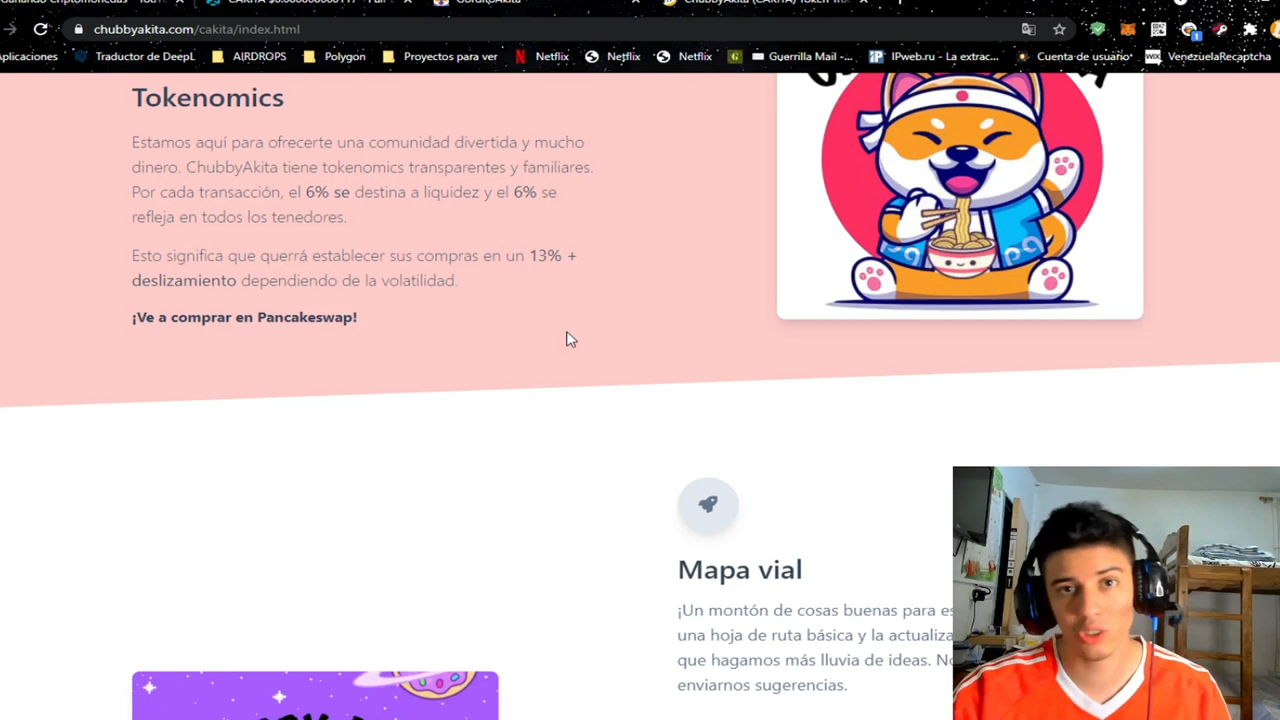 chubbyakita.com/cakita/index.html
Traductor de DeepL
A(RDROPS
Polygon
Proyectos para ver
Netflix
Netflix
Netflix
Guerrilla Mail -...
IPweb.ru - La extrac...
Cuenta de usuario
VenezuelaRecaptcha
Tokenomics
Estamos aquí para ofrecerte una comunidad divertida y mucho
dinero. ChubbyAkita tiene tokenomics transparentes y familiares.
Por cada transacción, el 6% se destina a liquidez y el 6% se
refleja en todos los tenedores.
Esto significa que querrá establecer sus compras en un 13% +
deslizamiento dependiendo de la volatilidad.
¡Ve a comprar en Pancakeswap!
Mapa vial
¡Un montón de cosas buenas para
una hoja de ruta básica y la
que hagamos más lluvia de ideas.
enviarnos sugerencias.